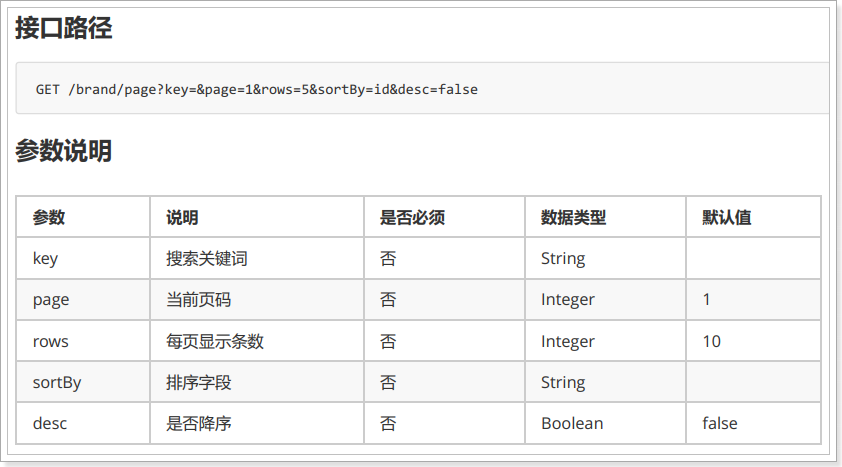 接口路径
GET /brand/page?key=&page=1&rows=5&sortBy=id&desc=false
参数说明
参数 说明 是否必须 数据类型 默认值
key 搜索关键词 否 String
page 当前页码 否 Integer 1
rows 每页显示条数 否 Integer 10
sortBy 排序字段 否 String
desc 是否降序 否 Boolean false